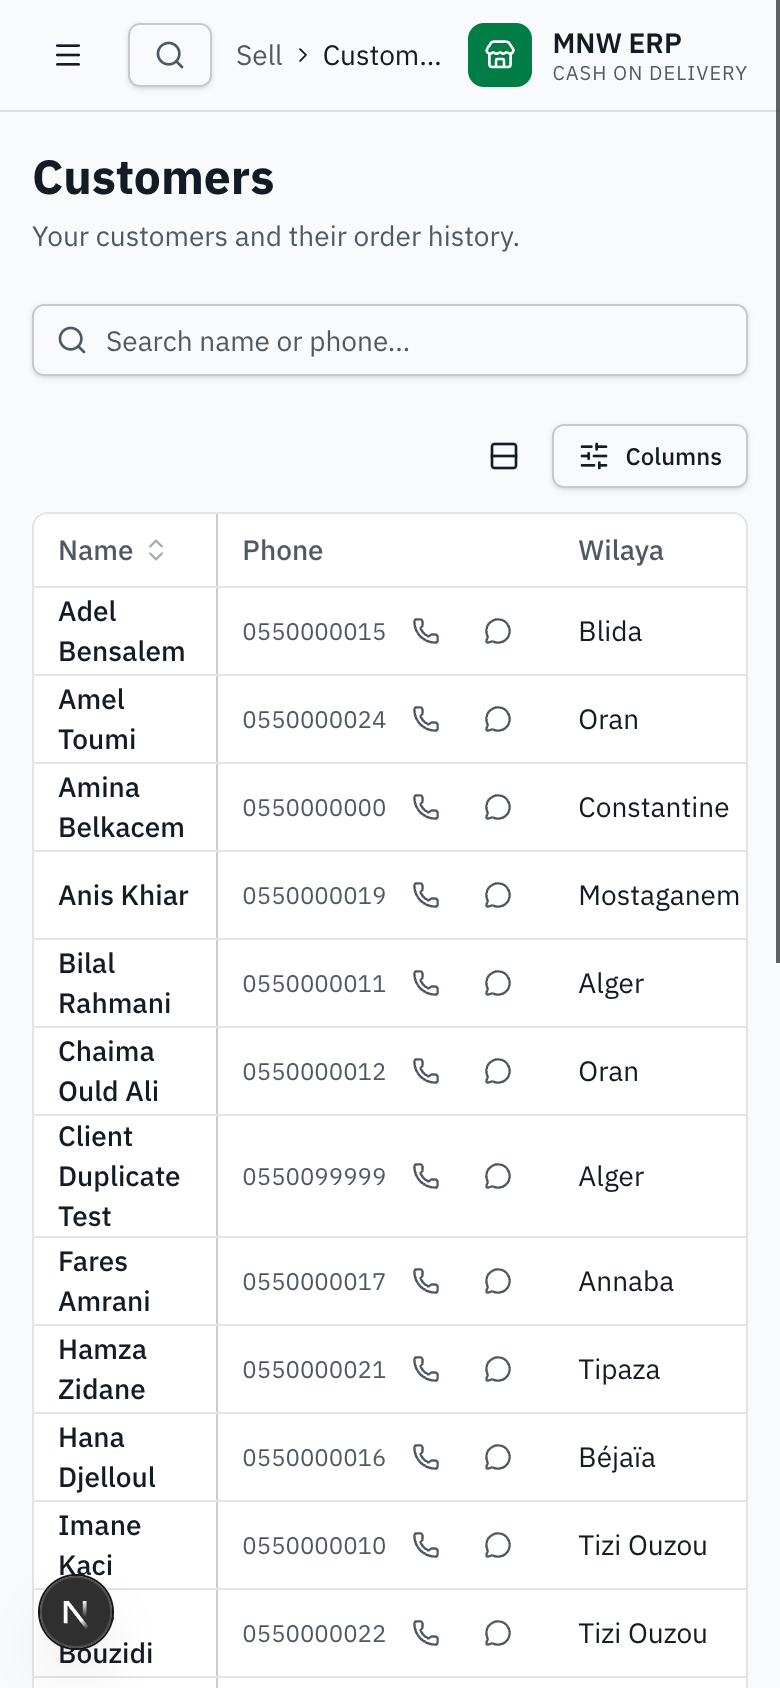 Sell > Custom...
MNW ERP
CASH ON DELIVERY
Customers
Your customers and their order history.
Search name or phone...
Columns
Name Phone Wilaya
Adel
Bensalem
0550000015 Blida
Amel
Toumi
0550000024 Oran
Amina
Belkacem
0550000000 Constantine
Anis Khiar 0550000019 Mostaganem
Bilal
Rahmani
0550000011 Alger
Chaima
Ould Ali
0550000012 Oran
Client
Duplicate
Test
0550099999 Alger
Fares
Amrani
0550000017 Annaba
Hamza
Zidane
0550000021 Tipaza
Hana
Djelloul
0550000016 Béjaïa
Imane
Kaci
0550000010 Tizi Ouzou
N
Bouzidi
0550000022 Tizi Ouzou